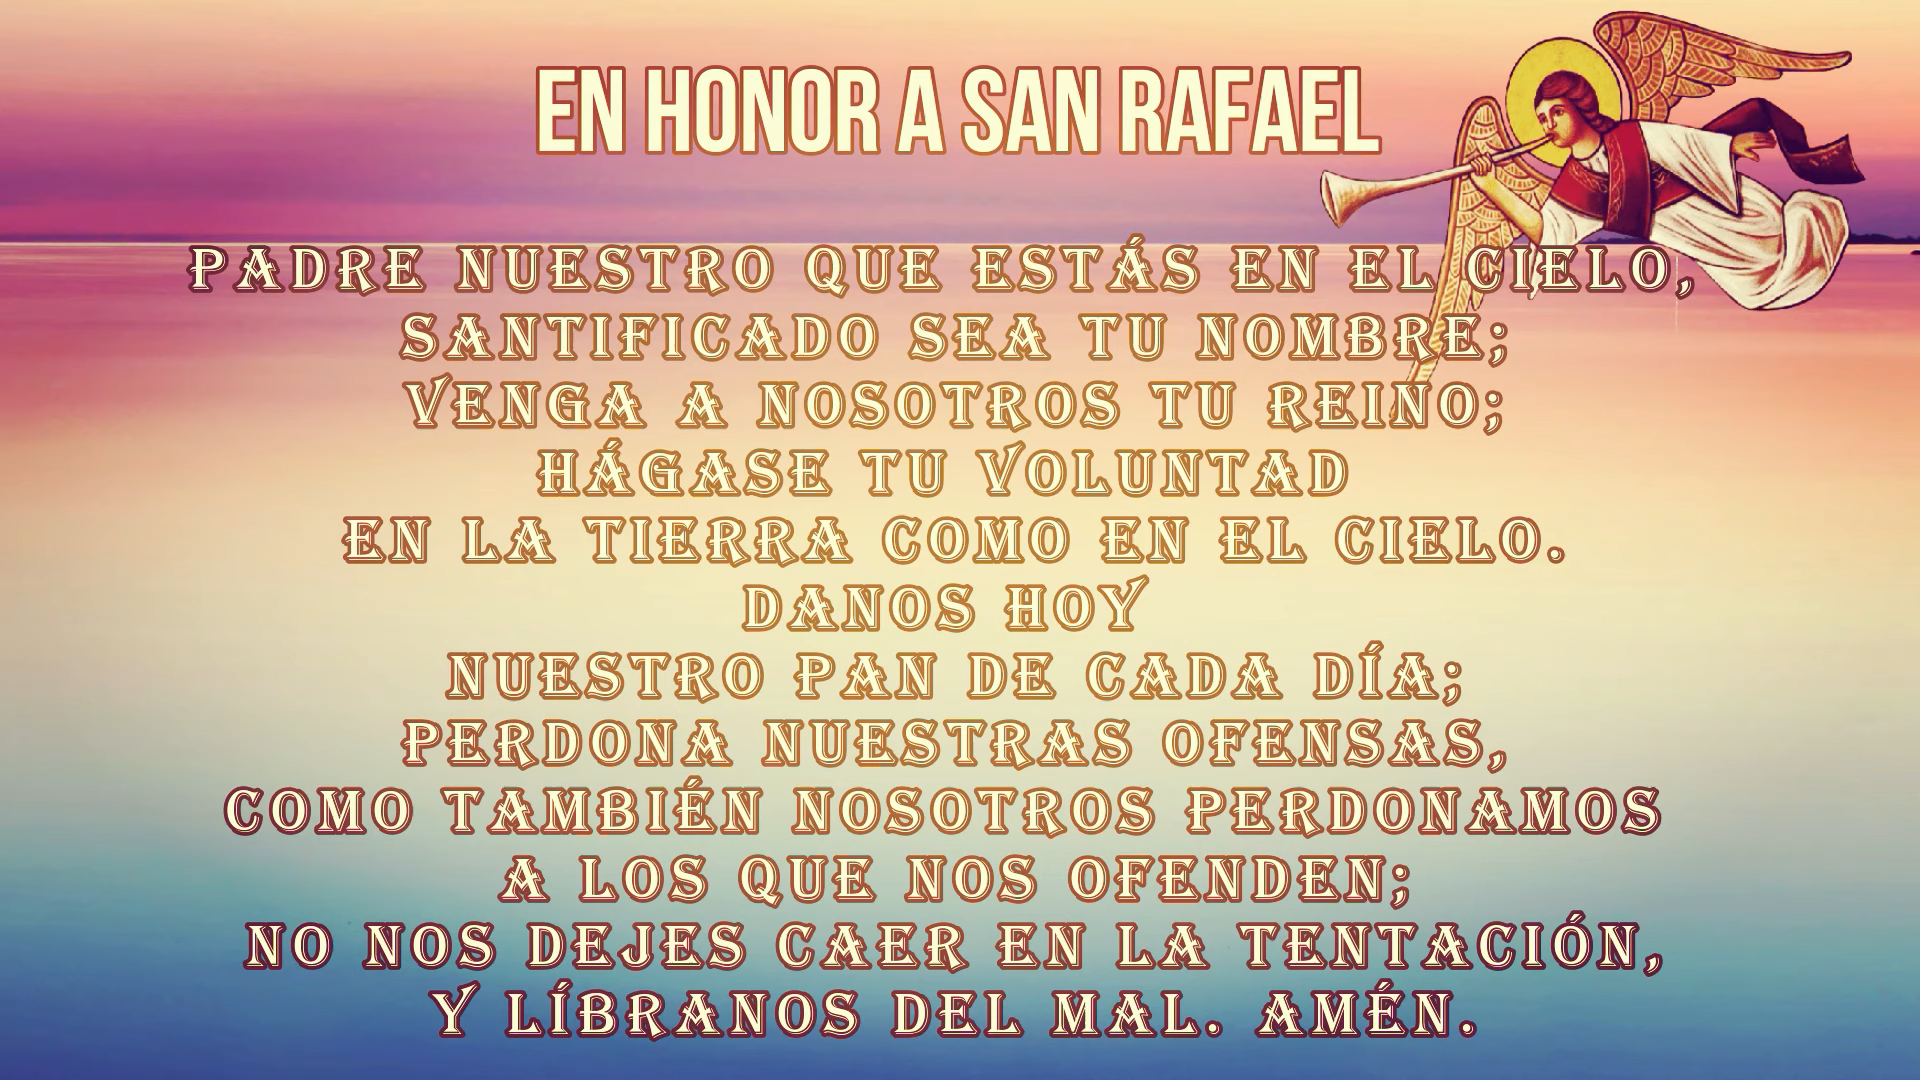 EN HONOR A SAN RAFAEL
PADRE NUESTRO QUE ESTÁS EN EL CIELO,
SANTIFICADO SEA TU NOMBRE;
VENGA A NOSOTROS TU REINO;
HÁGASE TU VOLUNTAD
EN LA TIERRA COMO EN EL CIELO.
DANOS HOY
NUESTRO PAN DE CADA DÍA;
PERDONA NUESTRAS OFENSAS,
COMO TAMBIÉN NOSOTROS PERDONAMOS
A LOS QUE NOS OFENDEN;
NO NOS DEJES CAER EN LA TENTACIÓN,
Y LÍBRANOS DEL MAL. AMÉN.